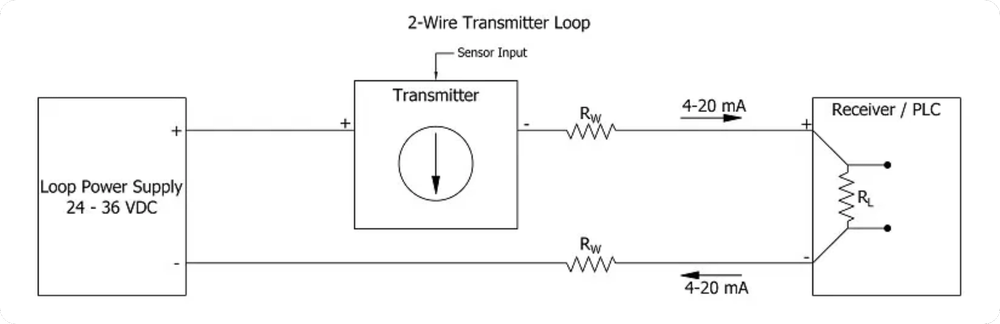 2-Wire Transmitter Loop
Sensor Input
Transmitter
+
-
+
-
Loop Power Supply
24 - 36 VDC
R_W
4-20 mA
R_W
4-20 mA
Receiver / PLC
+
-
R_L